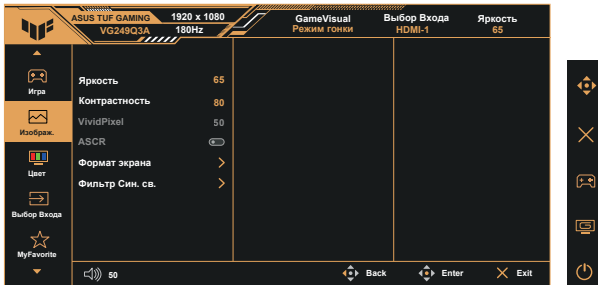 ASUS TUF GAMING 1920 x 1080
VG249Q3A 180Hz
GameVisual
Режим гонки
Выбор Входа
HDMI-1
Яркость
65
Игра
Изображ.
Цвет
Выбор Входа
MyFavorite
Яркость 65
Контрастность 80
VividPixel 50
ASCR
Формат экрана
Фильтр Син. св.
50
Back Enter Exit